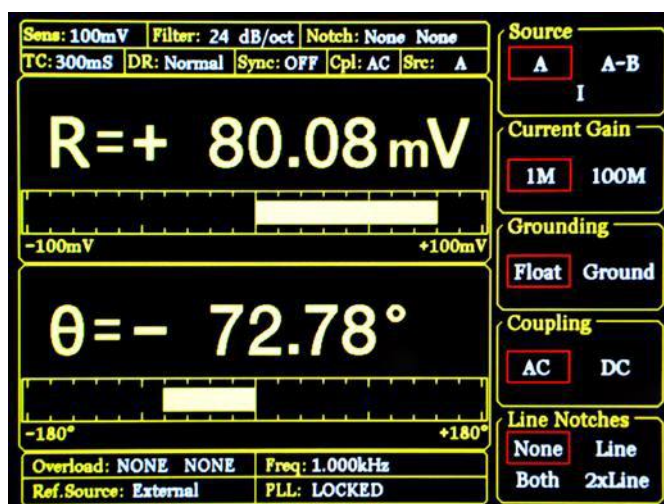 Sens: 100mV Filter: 24 dB/oct Notch: None None
TC: 300mS DR: Normal Sync: OFF Cpl: AC Src: A
R=+ 80.08 mV
-100mV +100mV
θ=- 72.78°
-180° +180°
Overload: NONE NONE Freq: 1.000kHz
Ref.Source: External PLL: LOCKED
Source
A A-B
I
Current Gain
1M 100M
Grounding
Float Ground
Coupling
AC DC
Line Notches
None Line
Both 2xLine